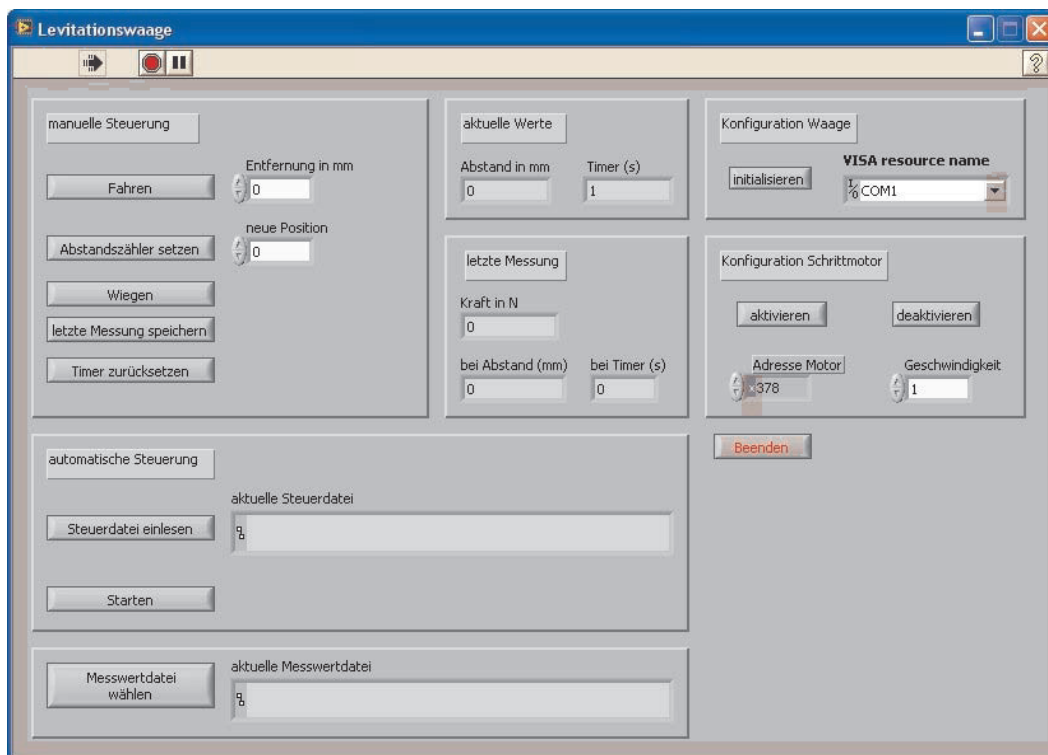 Levitationswaage
manuelle Steuerung
Fahren
Entfernung in mm
0
Abstandszähler setzen
neue Position
0
Wiegen
letzte Messung speichern
Timer zurücksetzen
aktuelle Werte
Abstand in mm
0
Timer (s)
1
letzte Messung
Kraft in N
0
bei Abstand (mm)
0
bei Timer (s)
0
Konfiguration Waage
initialisieren
VISA resource name
I/O COM1
Konfiguration Schrittmotor
aktivieren
deaktivieren
Adresse Motor
x378
Geschwindigkeit
1
Beenden
automatische Steuerung
Steuerdatei einlesen
aktuelle Steuerdatei
Starten
Messwertdatei
wählen
aktuelle Messwertdatei